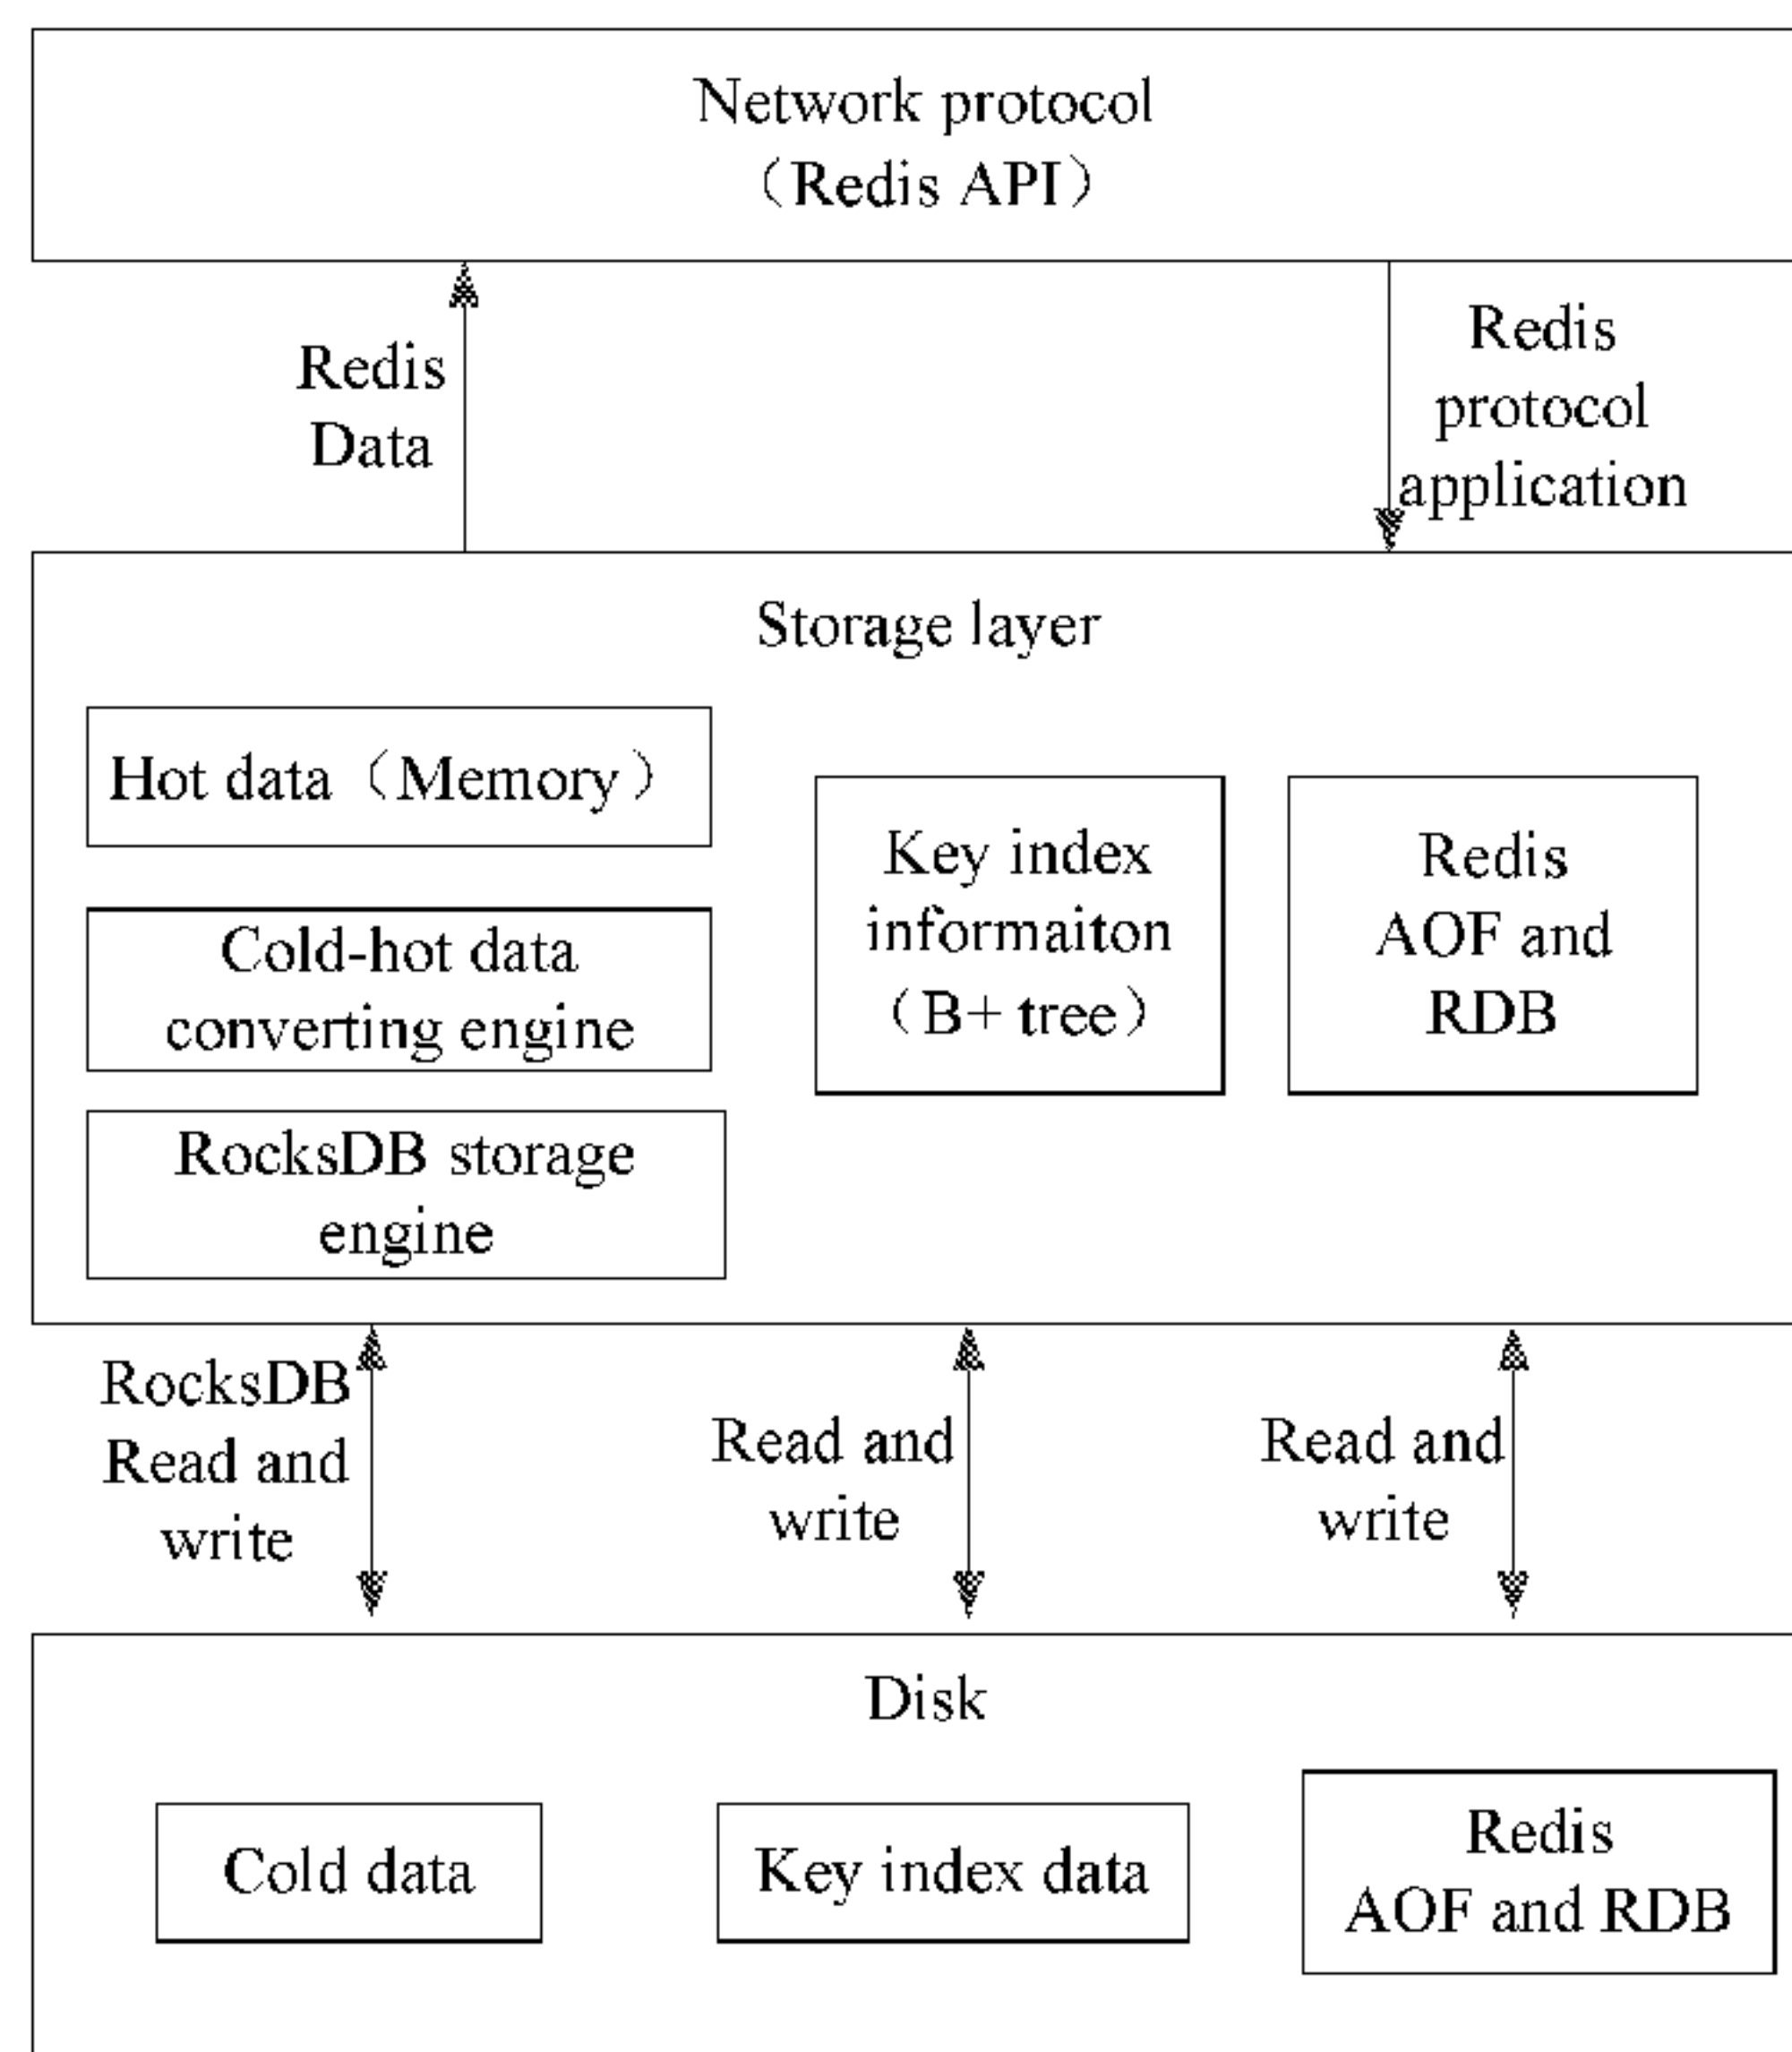 Network protocol
（Redis API）
Redis
Data
Redis
protocol
application
Storage layer
Hot data（Memory）
Cold-hot data
converting engine
RocksDB storage
engine
Key index
informaiton
（B+ tree）
Redis
AOF and
RDB
RocksDB
Read and
write
Read and
write
Read and
write
Disk
Cold data
Key index data
Redis
AOF and RDB